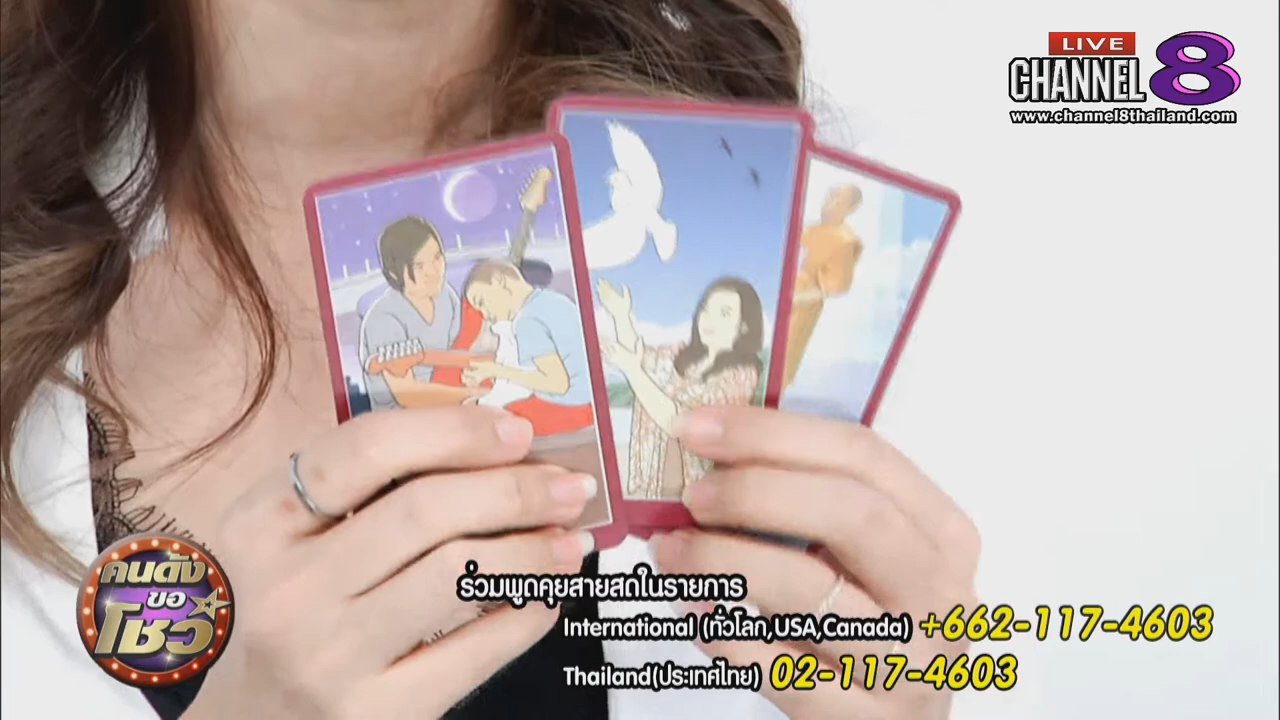 LIVE
CHANNEL 8
www.channel8thailand.com
คนดัง
ขอ
โชว์
ร่วมพูดคุยสายสดในรายการ
International (ทั่วโลก,USA,Canada) +662-117-4603
Thailand(ประเทศไทย) 02-117-4603